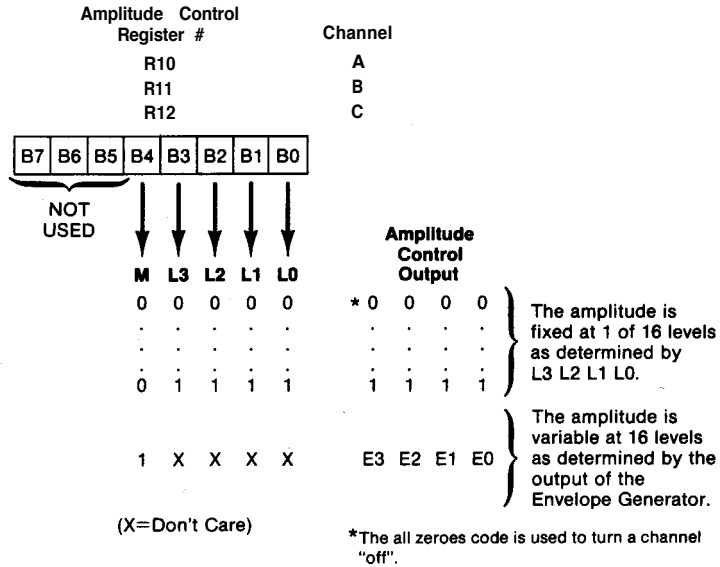 Amplitude Control
Register # Channel
R10 A
R11 B
R12 C
B7 B6 B5 B4 B3 B2 B1 B0
NOT
USED
Amplitude
Control
Output
M L3 L2 L1 L0
0 0 0 0 0 *0 0 0 0
. . . . . . . . .
. . . . . . . . .
. . . . . . . . .
0 1 1 1 1 1 1 1 1
The amplitude is
fixed at 1 of 16 levels
as determined by
L3 L2 L1 L0.
1 X X X X E3 E2 E1 E0
The amplitude is
variable at 16 levels
as determined by the
output of the
Envelope Generator.
(X=Don't Care)
*The all zeroes code is used to turn a channel
"off".